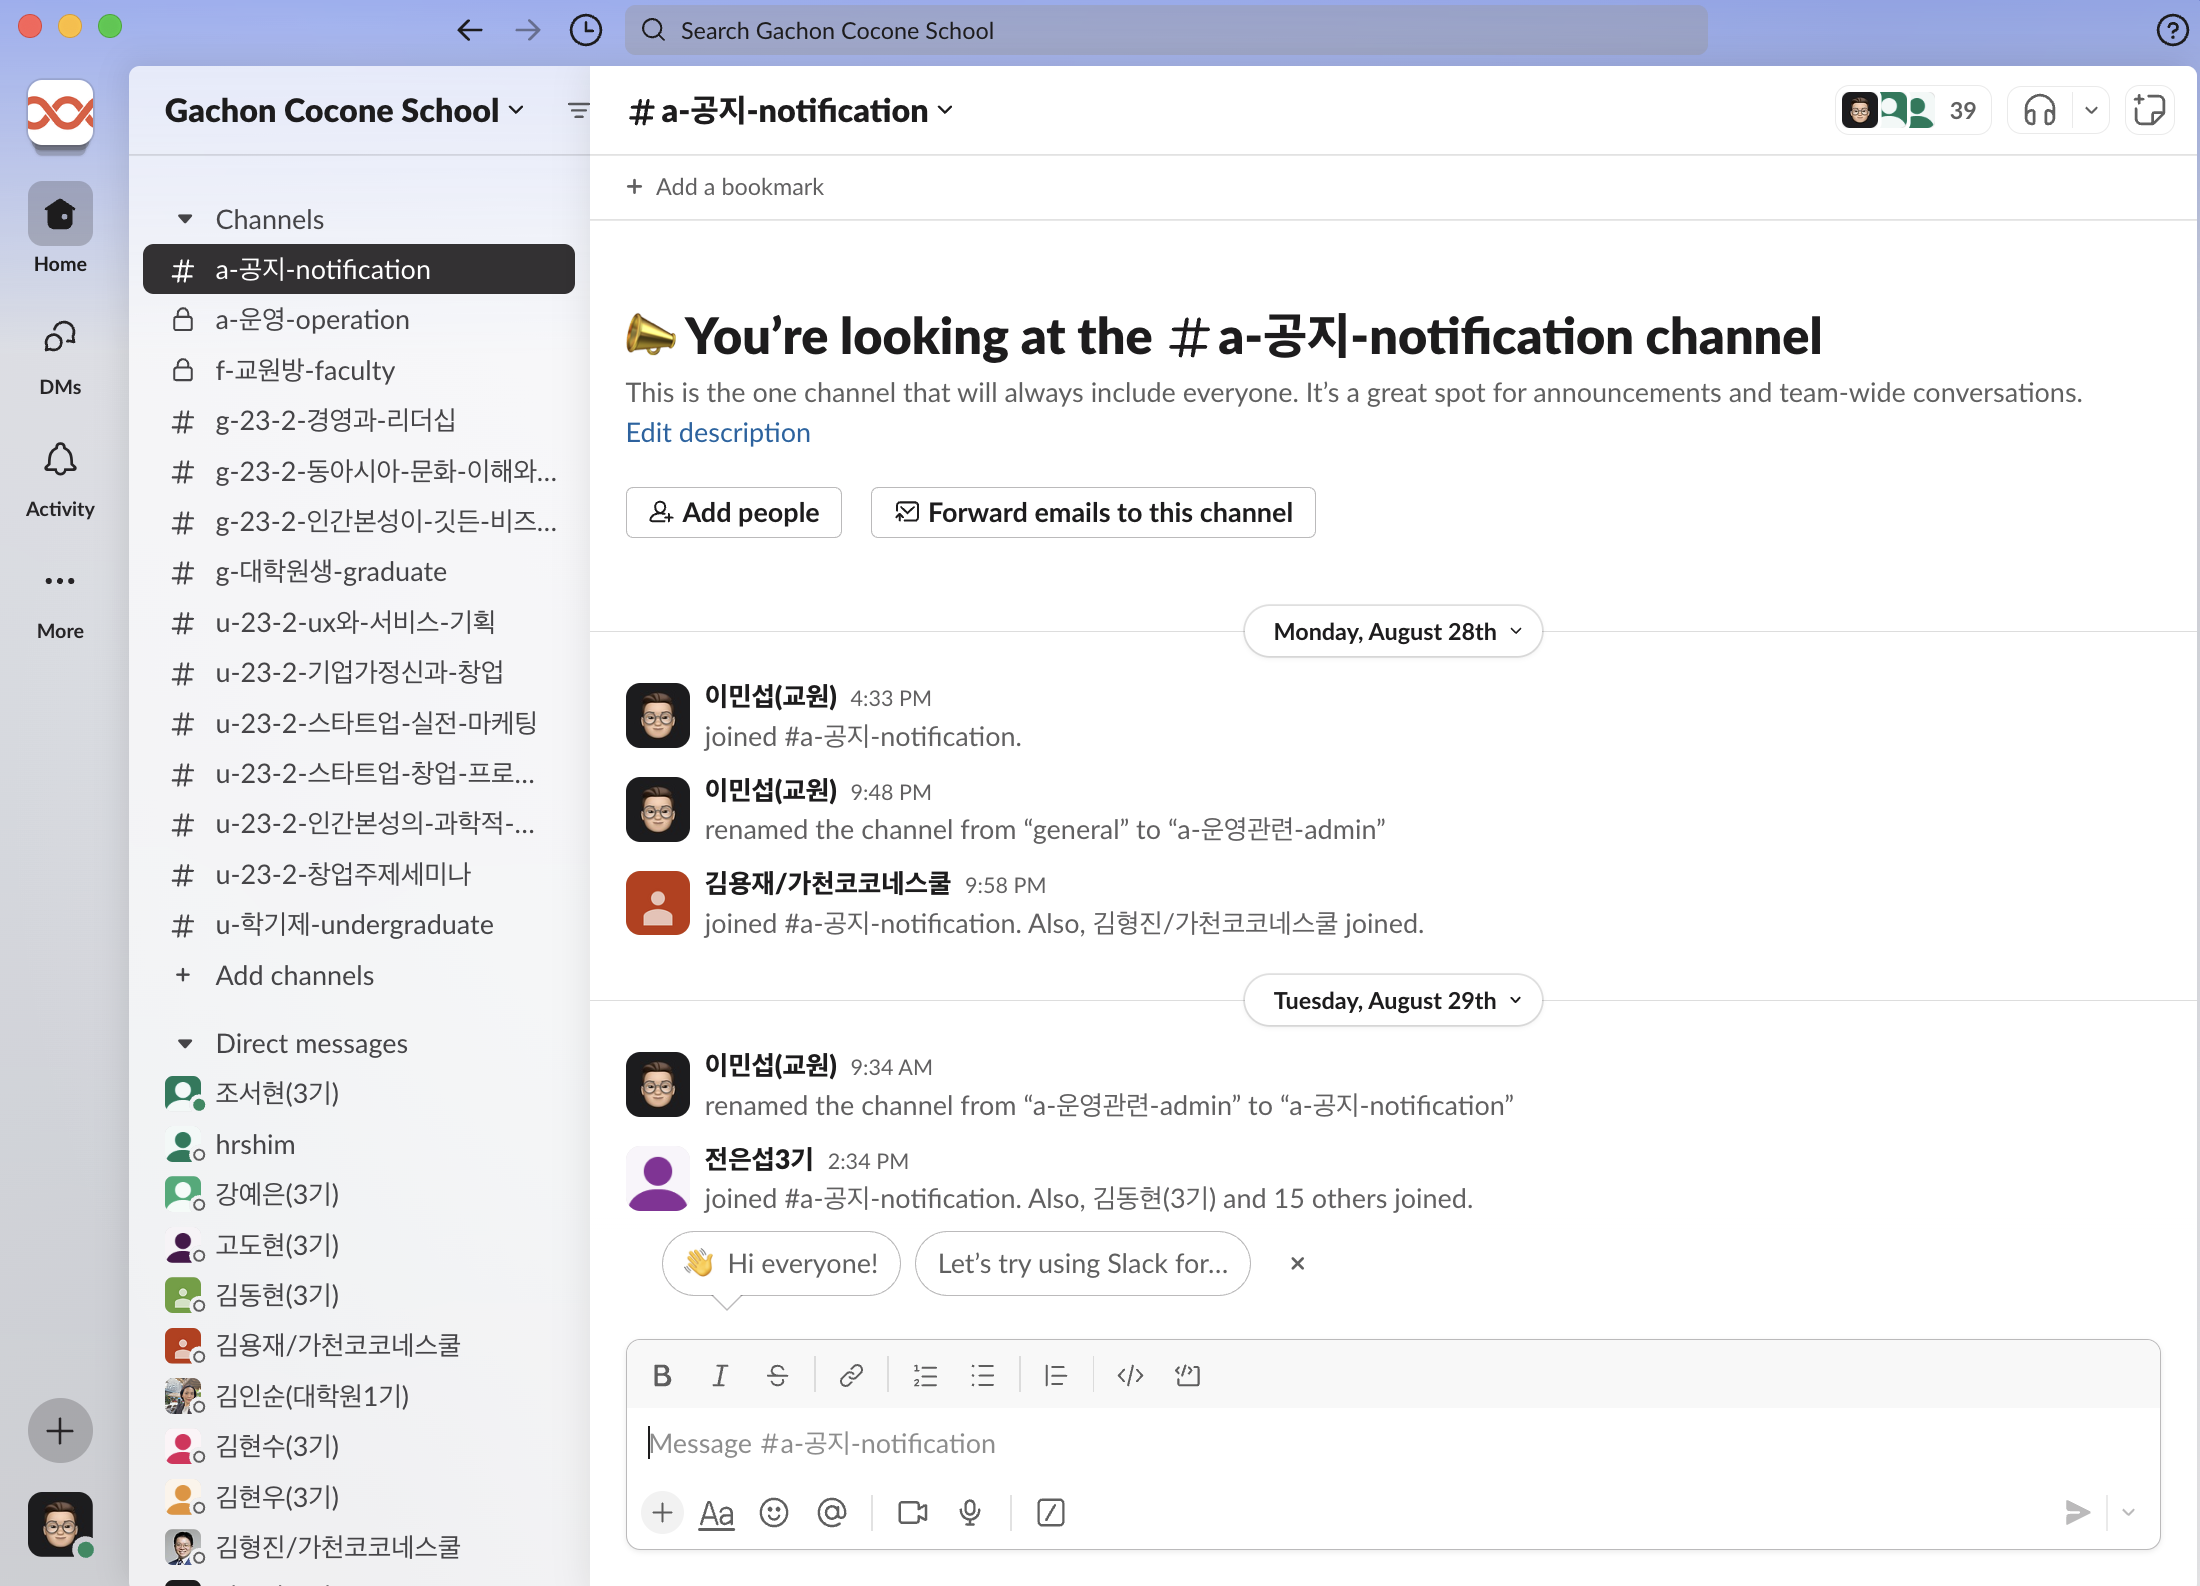 Search Gachon Cocone School
Gachon Cocone School
Home
DMs
Activity
More
Channels
a-공지-notification
a-운영-operation
f-교원방-faculty
g-23-2-경영과-리더십
g-23-2-동아시아-문화-이해와...
g-23-2-인간본성이-깃든-비즈...
g-대학원생-graduate
u-23-2-ux와-서비스-기획
u-23-2-기업가정신과-창업
u-23-2-스타트업-실전-마케팅
u-23-2-스타트업-창업-프로...
u-23-2-인간본성의-과학적-...
u-23-2-창업주제세미나
u-학기제-undergraduate
+ Add channels
Direct messages
조서현(3기)
hrshim
강예은(3기)
고도현(3기)
김동현(3기)
김용재/가천코코네스쿨
김인순(대학원1기)
김현수(3기)
김현우(3기)
김형진/가천코코네스쿨
# a-공지-notification
39
+ Add a bookmark
You’re looking at the # a-공지-notification channel
This is the one channel that will always include everyone. It’s a great spot for announcements and team-wide conversations.
Edit description
Add people
Forward emails to this channel
Monday, August 28th
이민섭(교원) 4:33 PM
joined #a-공지-notification.
이민섭(교원) 9:48 PM
renamed the channel from “general” to “a-운영관련-admin”
김용재/가천코코네스쿨 9:58 PM
joined #a-공지-notification. Also, 김형진/가천코코네스쿨 joined.
Tuesday, August 29th
이민섭(교원) 9:34 AM
renamed the channel from “a-운영관련-admin” to “a-공지-notification”
전은섭3기 2:34 PM
joined #a-공지-notification. Also, 김동현(3기) and 15 others joined.
👋 Hi everyone!
Let’s try using Slack for...
B I S
Message #a-공지-notification
Aa